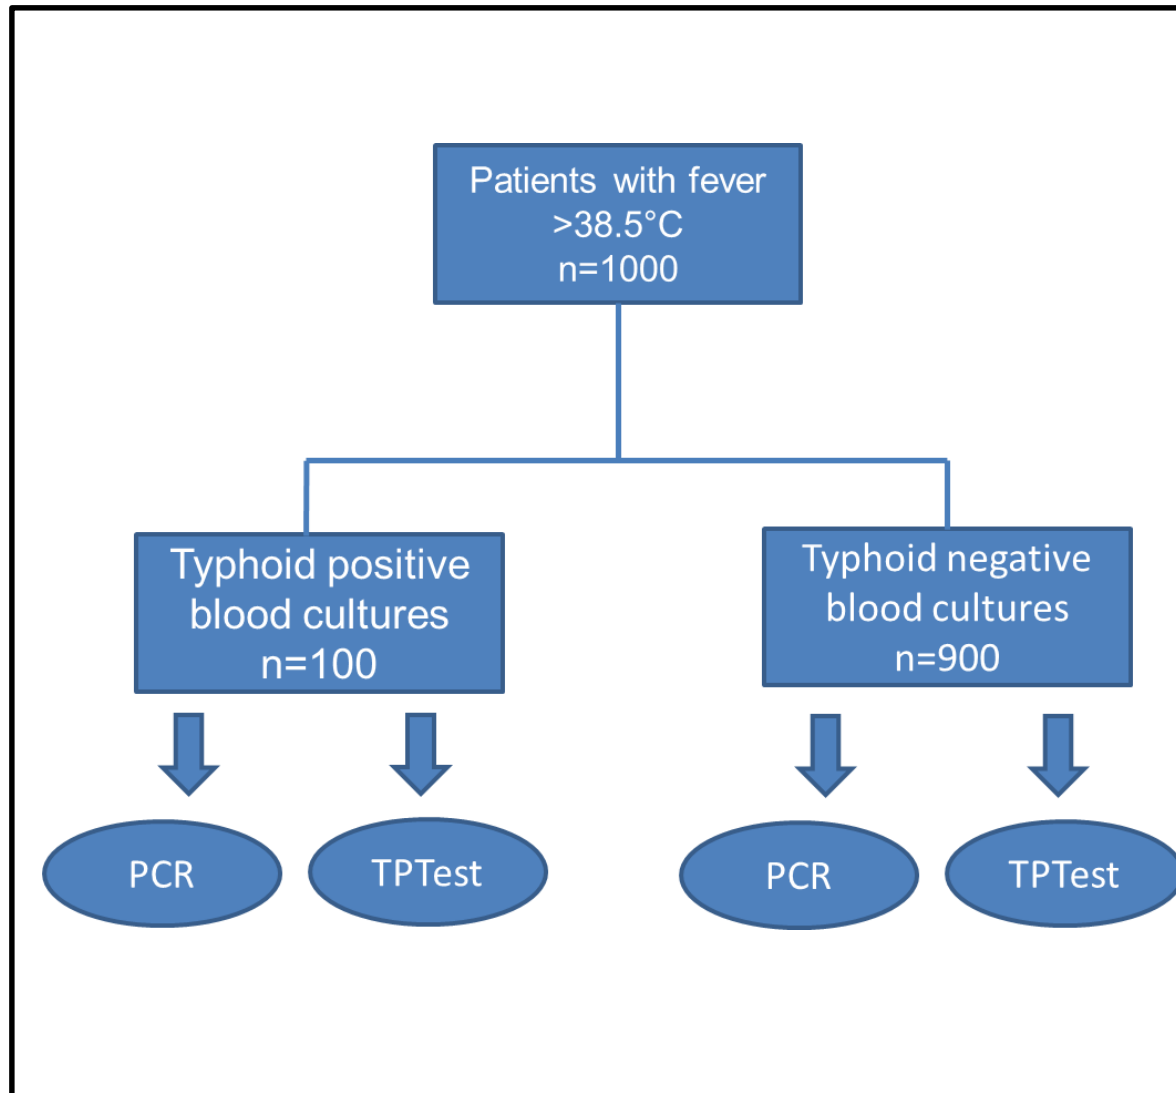 Patients with fever
>38.5°C
n=1000
Typhoid positive
blood cultures
n=100
Typhoid negative
blood cultures
n=900
PCR
TPTest
PCR
TPTest